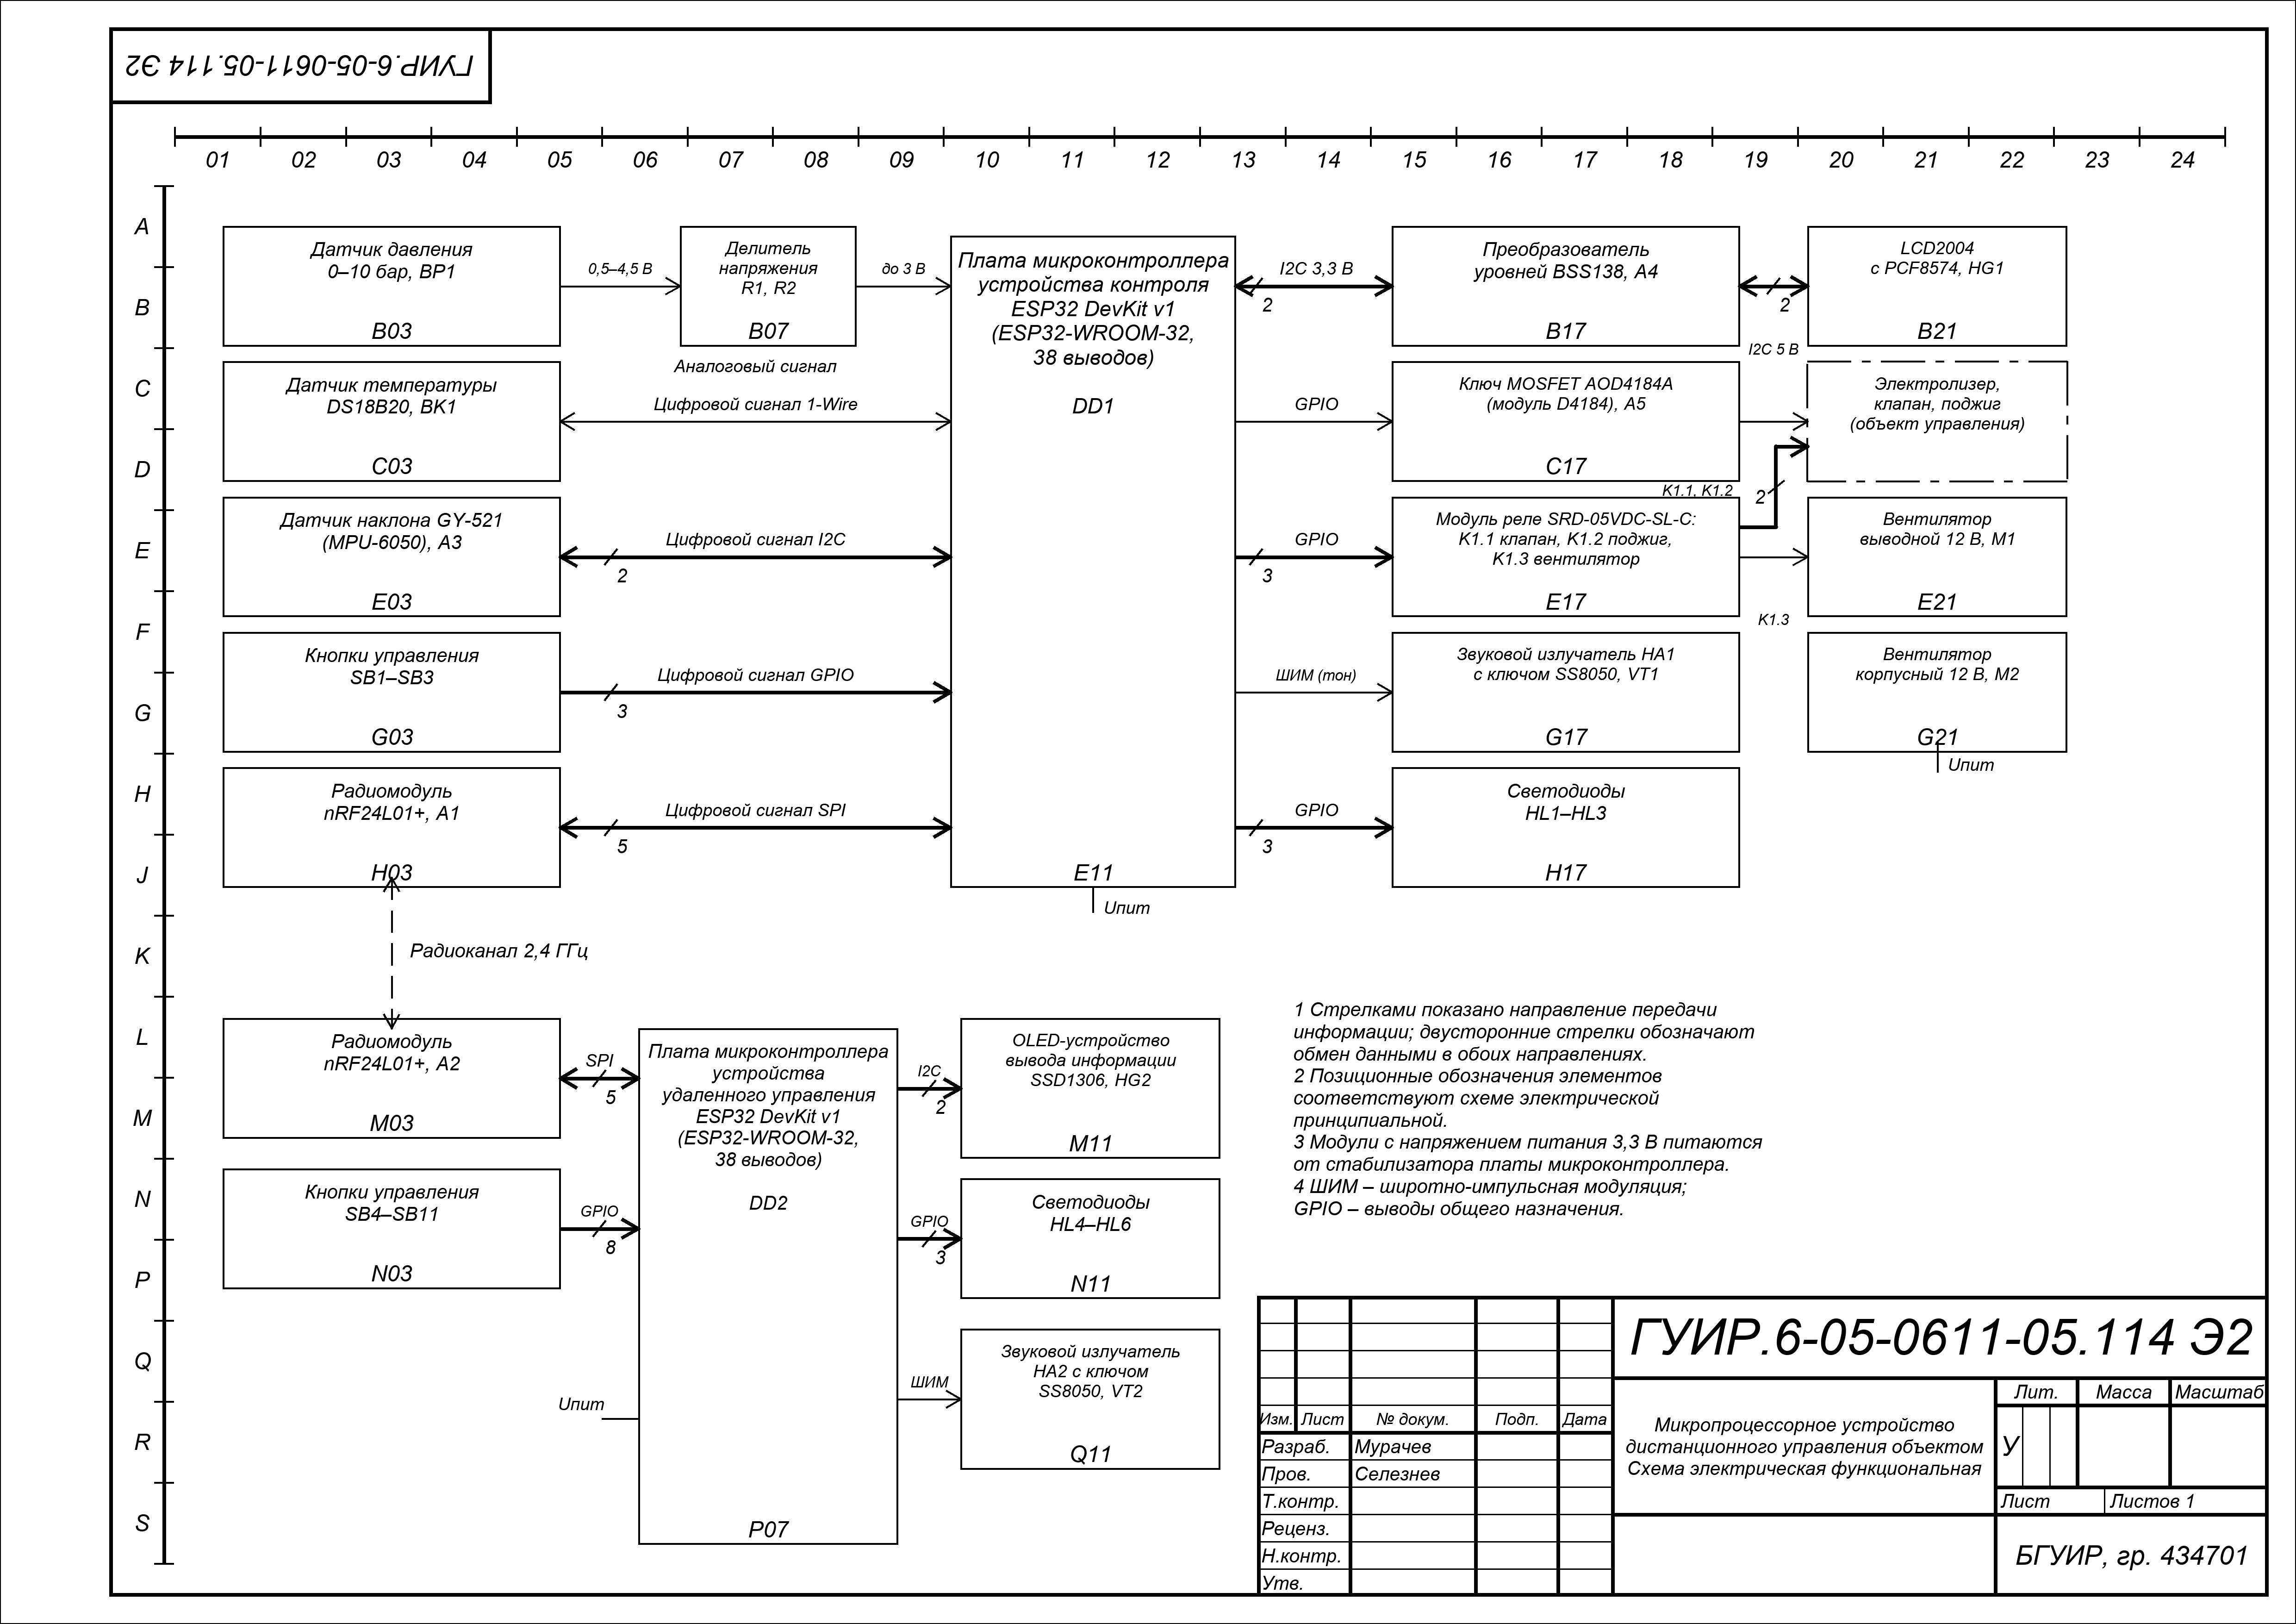 ГУИР.6-05-0611-05.114 Э2
01 02 03 04 05 06 07 08 09 10 11 12 13 14 15 16 17 18 19 20 21 22 23 24
A
B
C
D
E
F
G
H
J
K
L
M
N
P
Q
R
S
Датчик давления
0–10 бар, BP1
B03
0,5–4,5 В
Делитель
напряжения
R1, R2
B07
до 3 В
Аналоговый сигнал
Датчик температуры
DS18B20, BK1
C03
Цифровой сигнал 1-Wire
Датчик наклона GY-521
(MPU-6050), A3
E03
Цифровой сигнал I2C
2
Кнопки управления
SB1–SB3
G03
Цифровой сигнал GPIO
3
Радиомодуль
nRF24L01+, A1
H03
Цифровой сигнал SPI
5
Плата микроконтроллера
устройства контроля
ESP32 DevKit v1
(ESP32-WROOM-32,
38 выводов)
DD1
E11
Uпит
I2C 3,3 В
2
Преобразователь
уровней BSS138, A4
B17
2
I2C 5 В
LCD2004
с PCF8574, HG1
B21
GPIO
Ключ MOSFET AOD4184A
(модуль D4184), A5
C17
Электролизер,
клапан, поджиг
(объект управления)
K1.1, K1.2
2
GPIO
3
Модуль реле SRD-05VDC-SL-C:
K1.1 клапан, K1.2 поджиг,
K1.3 вентилятор
E17
K1.3
Вентилятор
выводной 12 В, M1
E21
ШИМ (тон)
Звуковой излучатель HA1
с ключом SS8050, VT1
G17
Вентилятор
корпусный 12 В, M2
G21
Uпит
GPIO
3
Светодиоды
HL1–HL3
H17
Радиоканал 2,4 ГГц
Радиомодуль
nRF24L01+, A2
M03
SPI
5
Кнопки управления
SB4–SB11
N03
GPIO
8
Плата микроконтроллера
устройства
удаленного управления
ESP32 DevKit v1
(ESP32-WROOM-32,
38 выводов)
DD2
P07
Uпит
I2C
2
OLED-устройство
вывода информации
SSD1306, HG2
M11
GPIO
3
Светодиоды
HL4–HL6
N11
ШИМ
Звуковой излучатель
HA2 с ключом
SS8050, VT2
Q11
1 Стрелками показано направление передачи
информации; двусторонние стрелки обозначают
обмен данными в обоих направлениях.
2 Позиционные обозначения элементов
соответствуют схеме электрической
принципиальной.
3 Модули с напряжением питания 3,3 В питаются
от стабилизатора платы микроконтроллера.
4 ШИМ – широтно-импульсная модуляция;
GPIO – выводы общего назначения.
ГУИР.6-05-0611-05.114 Э2
Лит. Масса Масштаб
Микропроцессорное устройство
дистанционного управления объектом
Схема электрическая функциональная
У
Изм. Лист № докум. Подп. Дата
Разраб. Мурачев
Пров. Селезнев
Т.контр.
Реценз.
Н.контр.
Утв.
Лист Листов 1
БГУИР, гр. 434701